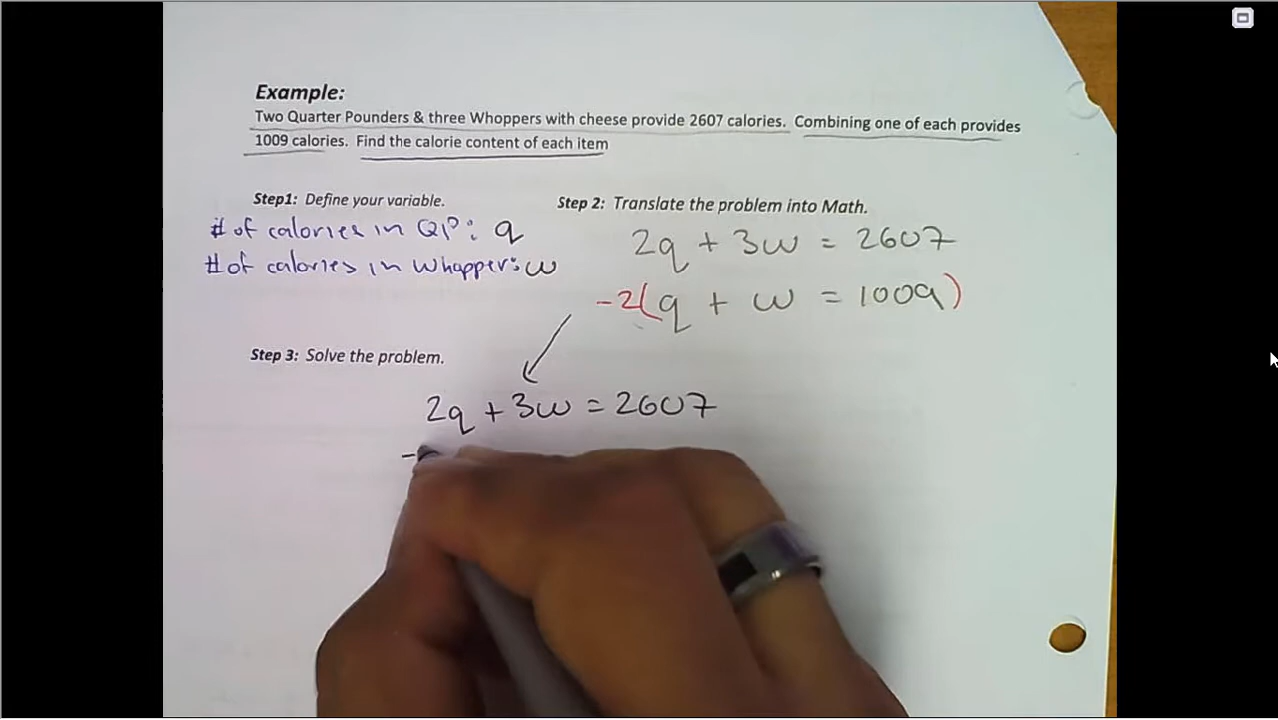 Example:
Two Quarter Pounders & three Whoppers with cheese provide 2607 calories. Combining one of each provides
1009 calories. Find the calorie content of each item
Step1: Define your variable.
# of calories in QP: q
# of calories in Whapper: w
Step 2: Translate the problem into Math.
2q + 3w = 2607
-2(q + w = 1009)
Step 3: Solve the problem.
2q + 3w = 2607
-